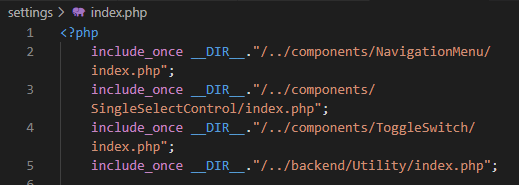 settings > index.php
1 <?php
2 include_once __DIR__."/../components/NavigationMenu/
index.php";
3 include_once __DIR__."/../components/
SingleSelectControl/index.php";
4 include_once __DIR__."/../components/ToggleSwitch/
index.php";
5 include_once __DIR__."/../backend/Utility/index.php";